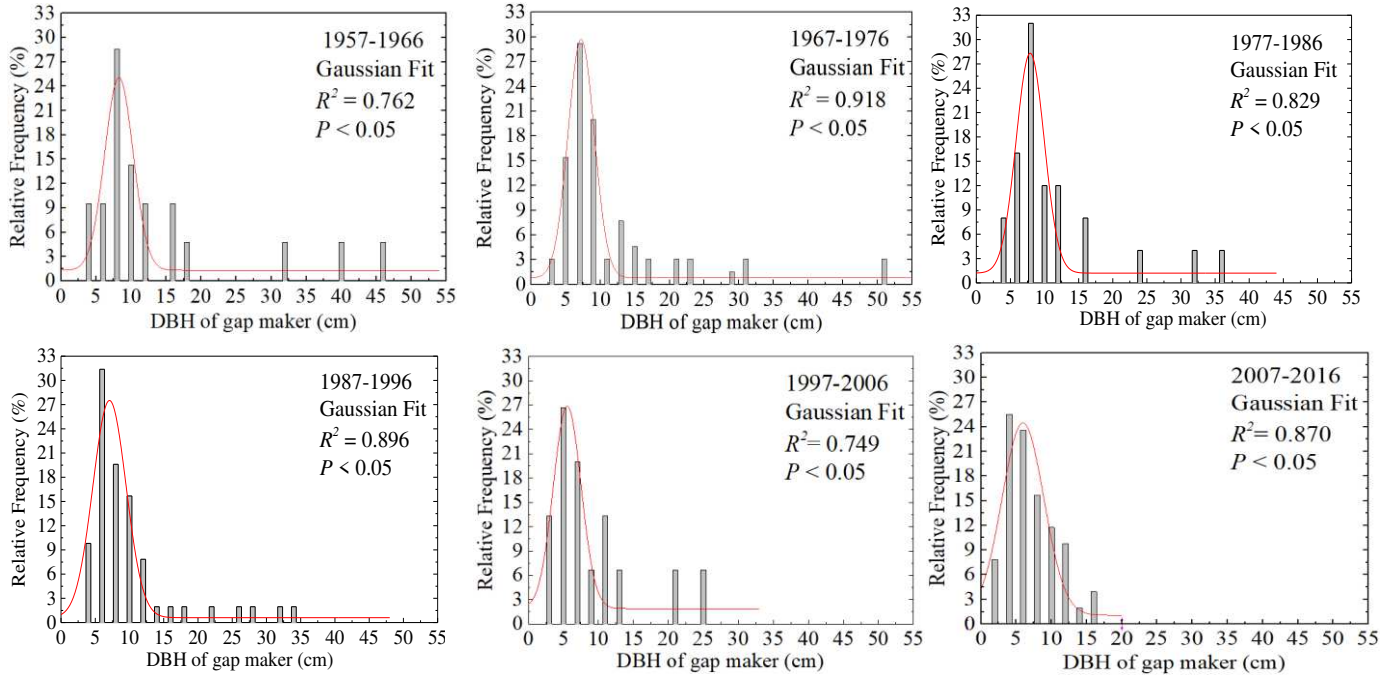 33
30
27
24
21
18
15
12
9
6
3
0
Relative Frequency (%)
1957-1966
Gaussian Fit
R² = 0.762
P < 0.05
0 5 10 15 20 25 30 35 40 45 50 55
DBH of gap maker (cm)
33
30
27
24
21
18
15
12
9
6
3
0
Relative Frequency (%)
1967-1976
Gaussian Fit
R² = 0.918
P < 0.05
0 5 10 15 20 25 30 35 40 45 50 55
DBH of gap maker (cm)
33
30
27
24
21
18
15
12
9
6
3
0
Relative Frequency (%)
1977-1986
Gaussian Fit
R² = 0.829
P < 0.05
0 5 10 15 20 25 30 35 40 45 50 55
DBH of gap maker (cm)
33
30
27
24
21
18
15
12
9
6
3
0
Relative Frequency (%)
1987-1996
Gaussian Fit
R² = 0.896
P < 0.05
0 5 10 15 20 25 30 35 40 45 50 55
DBH of gap maker (cm)
33
30
27
24
21
18
15
12
9
6
3
0
Relative Frequency (%)
1997-2006
Gaussian Fit
R²= 0.749
P < 0.05
0 5 10 15 20 25 30 35 40 45 50 55
DBH of gap maker (cm)
33
30
27
24
21
18
15
12
9
6
3
0
Relative Frequency (%)
2007-2016
Gaussian Fit
R²= 0.870
P < 0.05
0 5 10 15 20 25 30 35 40 45 50 55
DBH of gap maker (cm)